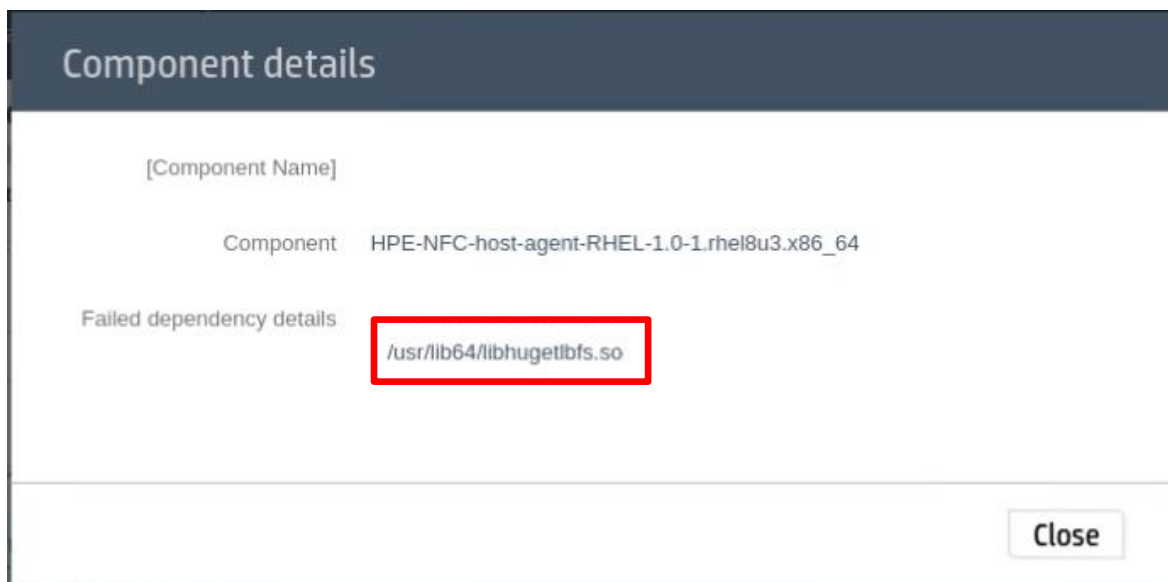 Component details
[Component Name]
Component HPE-NFC-host-agent-RHEL-1.0-1.rhel8u3.x86_64
Failed dependency details
/usr/lib64/libhugetlbfs.so
Close